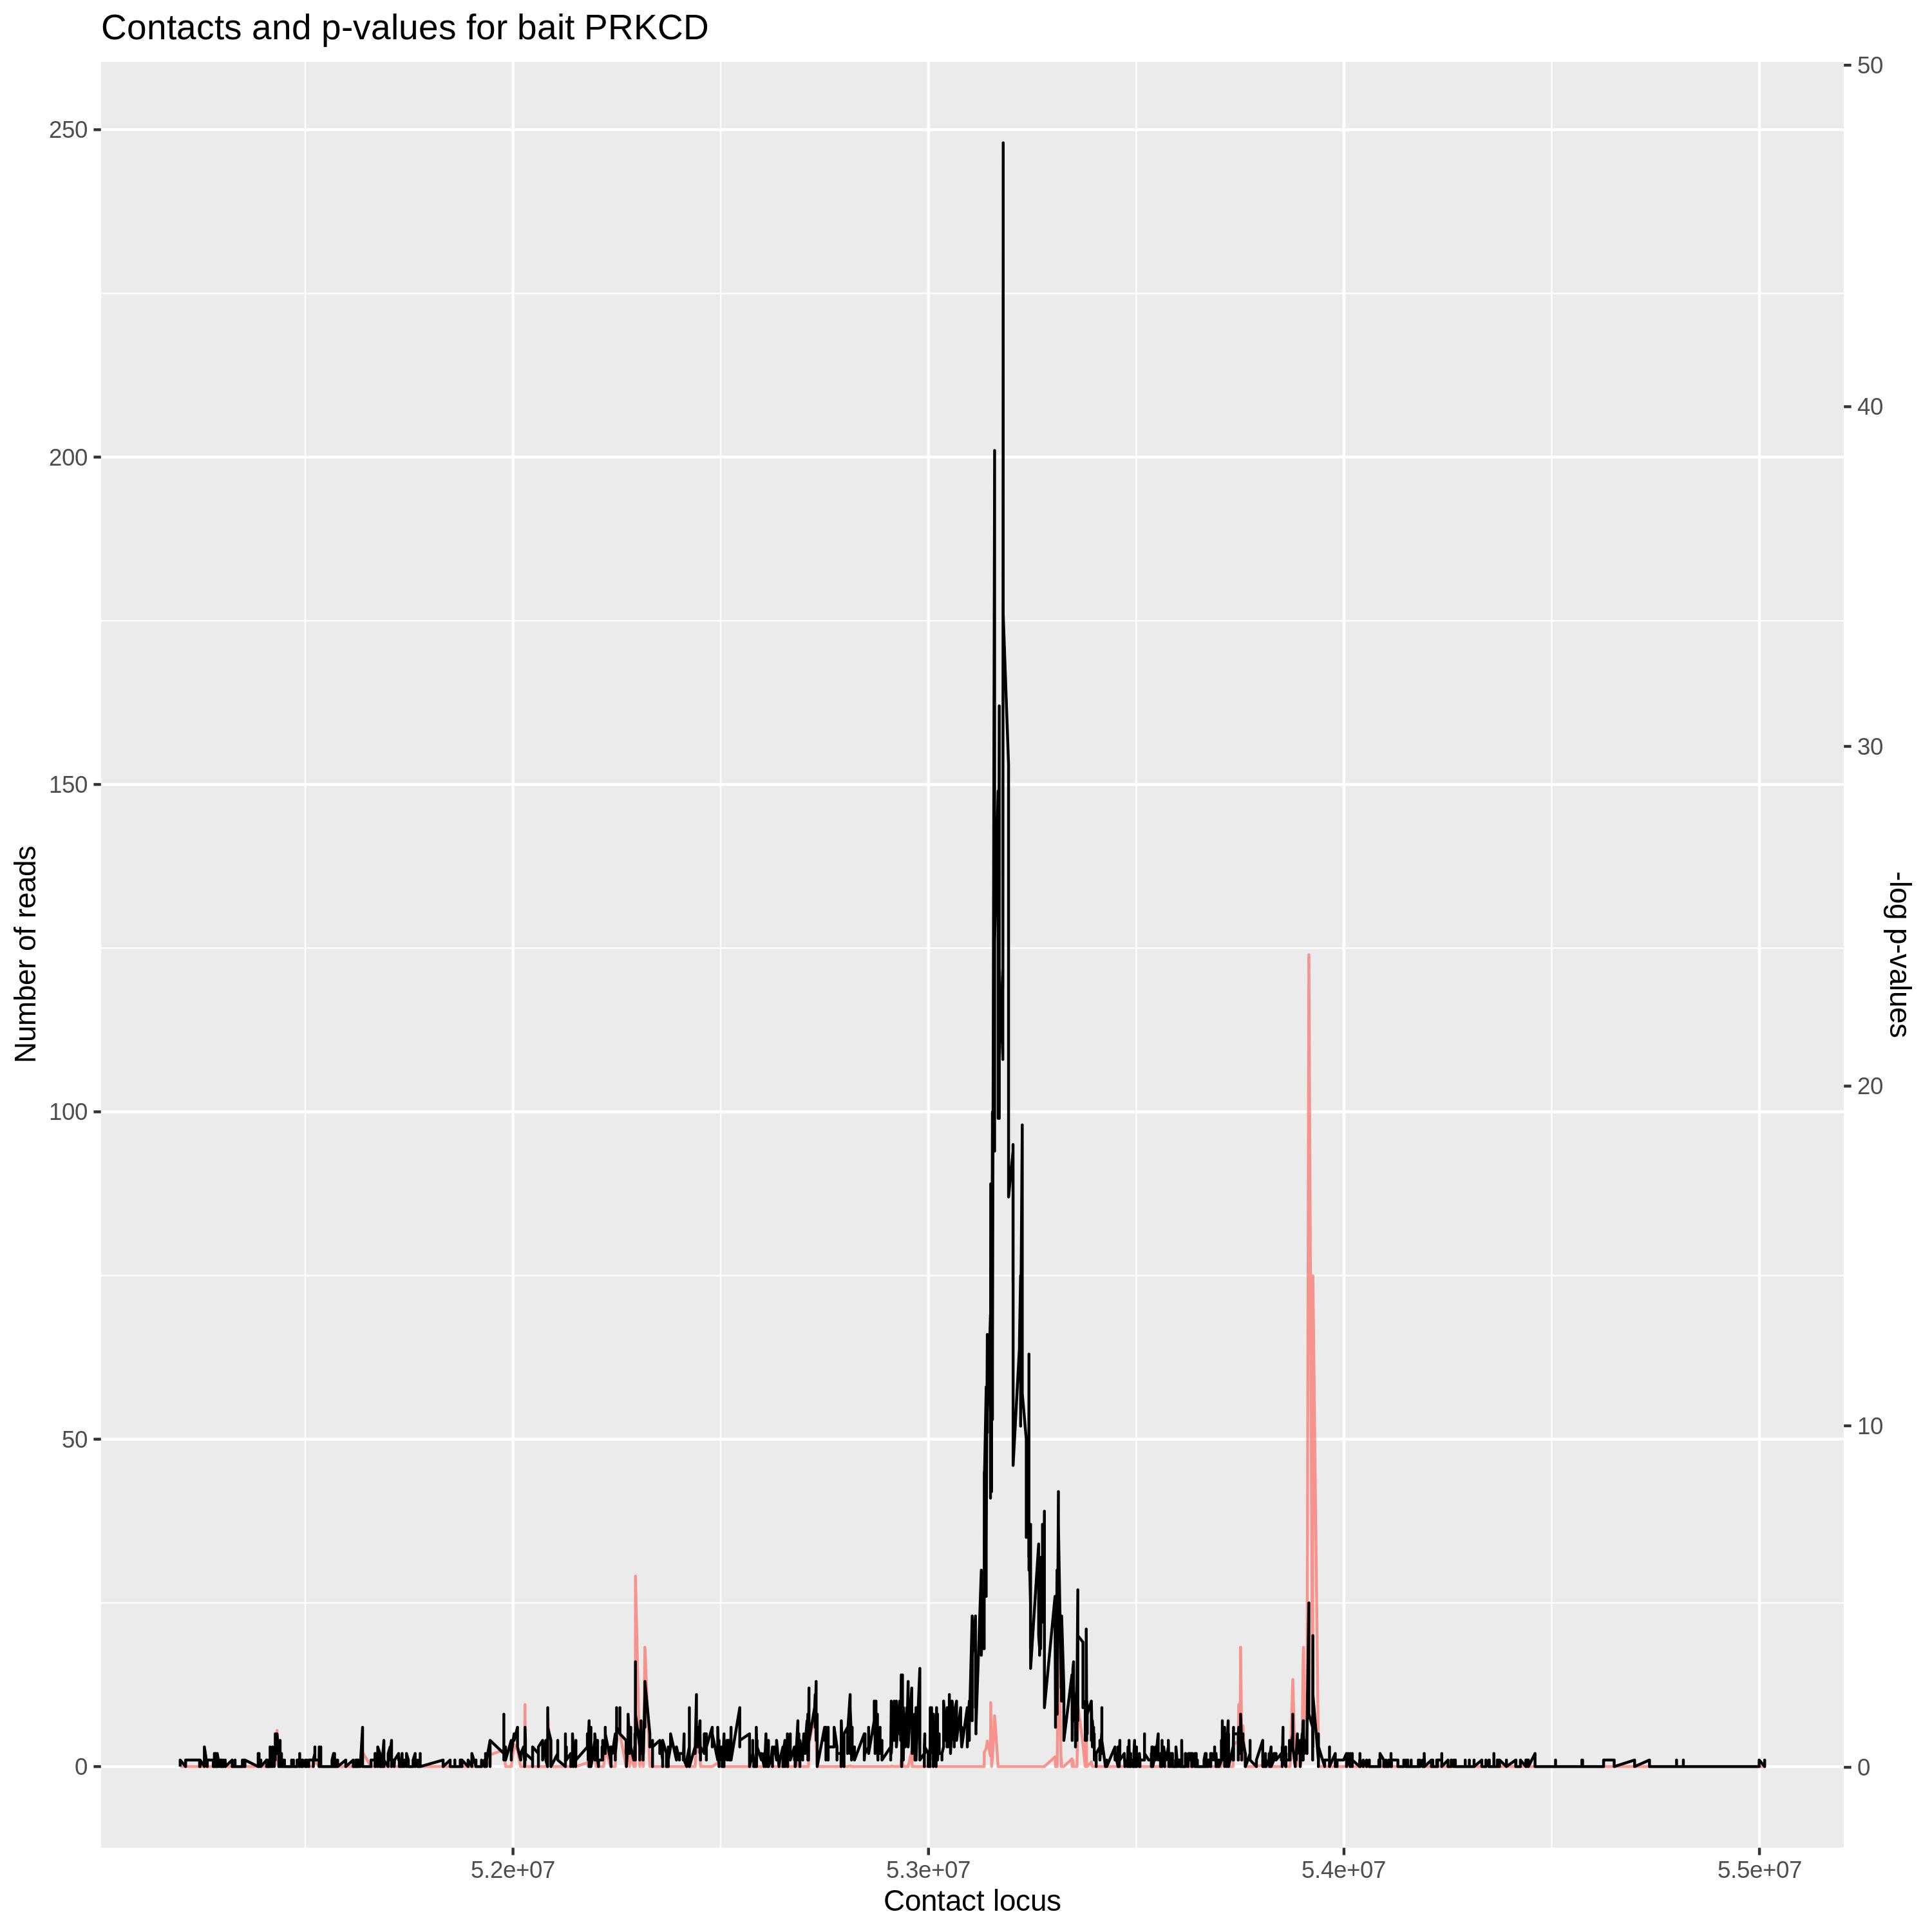 Contacts and p-values for bait PRKCD
250
200
150
100
50
0
Number of reads
50
40
30
20
10
0
-log p-values
5.2e+07
5.3e+07
5.4e+07
5.5e+07
Contact locus